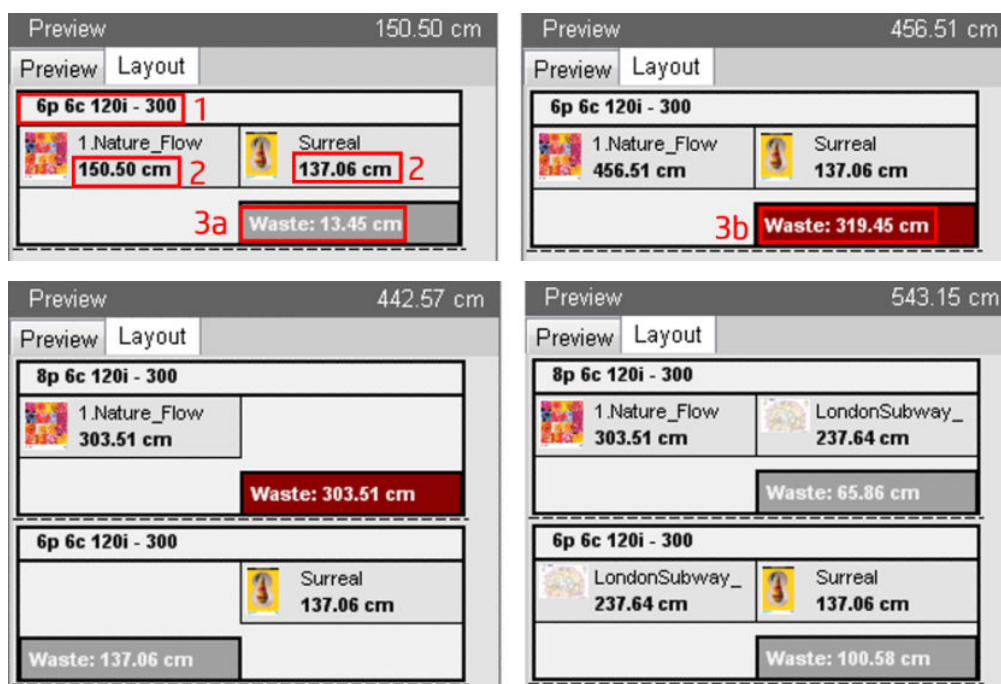 Preview 150.50 cm
Preview Layout
6p 6c 120i - 300 1
1.Nature_Flow Surreal
150.50 cm 2 137.06 cm 2
3a Waste: 13.45 cm
Preview 456.51 cm
Preview Layout
6p 6c 120i - 300
1.Nature_Flow Surreal
456.51 cm 137.06 cm
3b Waste: 319.45 cm
Preview 442.57 cm
Preview Layout
8p 6c 120i - 300
1.Nature_Flow
303.51 cm
Waste: 303.51 cm
6p 6c 120i - 300
Surreal
137.06 cm
Waste: 137.06 cm
Preview 543.15 cm
Preview Layout
8p 6c 120i - 300
1.Nature_Flow LondonSubway_
303.51 cm 237.64 cm
Waste: 65.86 cm
6p 6c 120i - 300
LondonSubway_ Surreal
237.64 cm 137.06 cm
Waste: 100.58 cm